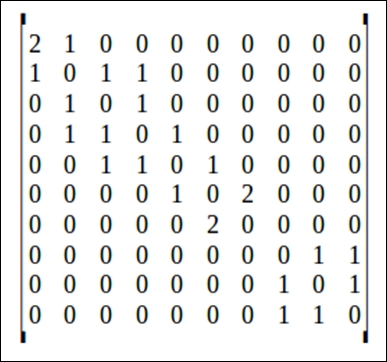 2 1 0 0 0 0 0 0 0 0
1 0 1 1 0 0 0 0 0 0
0 1 0 1 0 0 0 0 0 0
0 1 1 0 1 0 0 0 0 0
0 0 1 1 0 1 0 0 0 0
0 0 0 0 1 0 2 0 0 0
0 0 0 0 0 2 0 0 0 0
0 0 0 0 0 0 0 0 1 1
0 0 0 0 0 0 0 1 0 1
0 0 0 0 0 0 0 1 1 0